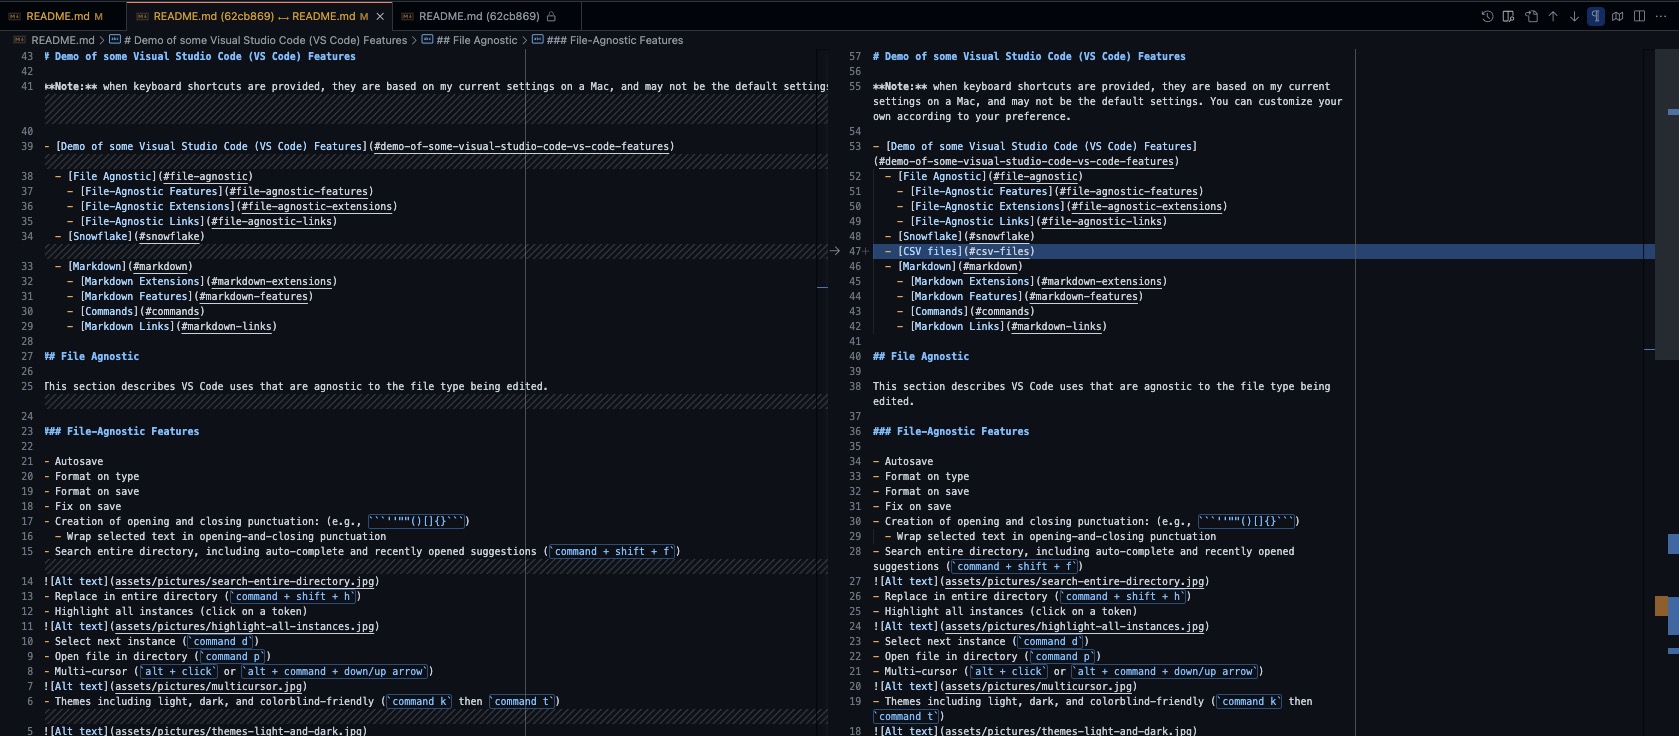 README.md M
README.md (62cb869) ↔ README.md M
README.md (62cb869)
README.md > # Demo of some Visual Studio Code (VS Code) Features > ## File Agnostic > ### File-Agnostic Features
43 # Demo of some Visual Studio Code (VS Code) Features
42
41 **Note:** when keyboard shortcuts are provided, they are based on my current settings on a Mac, and may not be the default settings
40
39 - [Demo of some Visual Studio Code (VS Code) Features](#demo-of-some-visual-studio-code-vs-code-features)
38 - [File Agnostic](#file-agnostic)
37 - [File-Agnostic Features](#file-agnostic-features)
36 - [File-Agnostic Extensions](#file-agnostic-extensions)
35 - [File-Agnostic Links](#file-agnostic-links)
34 - [Snowflake](#snowflake)
33 - [Markdown](#markdown)
32 - [Markdown Extensions](#markdown-extensions)
31 - [Markdown Features](#markdown-features)
30 - [Commands](#commands)
29 - [Markdown Links](#markdown-links)
28
27 ## File Agnostic
26
25 This section describes VS Code uses that are agnostic to the file type being edited.
24
23 ### File-Agnostic Features
22
21 - Autosave
20 - Format on type
19 - Format on save
18 - Fix on save
17 - Creation of opening and closing punctuation: (e.g., ```''""()[]{}```)
16 - Wrap selected text in opening-and-closing punctuation
15 - Search entire directory, including auto-complete and recently opened suggestions (`command + shift + f`)
14 ![Alt text](assets/pictures/search-entire-directory.jpg)
13 - Replace in entire directory (`command + shift + h`)
12 - Highlight all instances (click on a token)
11 ![Alt text](assets/pictures/highlight-all-instances.jpg)
10 - Select next instance (`command d`)
9 - Open file in directory (`command p`)
8 - Multi-cursor (`alt + click` or `alt + command + down/up arrow`)
7 ![Alt text](assets/pictures/multicursor.jpg)
6 - Themes including light, dark, and colorblind-friendly (`command k` then `command t`)
5 ![Alt text](assets/pictures/themes-light-and-dark.jpg)
57 # Demo of some Visual Studio Code (VS Code) Features
56
55 **Note:** when keyboard shortcuts are provided, they are based on my current
settings on a Mac, and may not be the default settings. You can customize your
own according to your preference.
54
53 - [Demo of some Visual Studio Code (VS Code) Features]
(#demo-of-some-visual-studio-code-vs-code-features)
52 - [File Agnostic](#file-agnostic)
51 - [File-Agnostic Features](#file-agnostic-features)
50 - [File-Agnostic Extensions](#file-agnostic-extensions)
49 - [File-Agnostic Links](#file-agnostic-links)
48 - [Snowflake](#snowflake)
47+ - [CSV files](#csv-files)
46 - [Markdown](#markdown)
45 - [Markdown Extensions](#markdown-extensions)
44 - [Markdown Features](#markdown-features)
43 - [Commands](#commands)
42 - [Markdown Links](#markdown-links)
41
40 ## File Agnostic
39
38 This section describes VS Code uses that are agnostic to the file type being
edited.
37
36 ### File-Agnostic Features
35
34 - Autosave
33 - Format on type
32 - Format on save
31 - Fix on save
30 - Creation of opening and closing punctuation: (e.g., ```''""()[]{}```)
29 - Wrap selected text in opening-and-closing punctuation
28 - Search entire directory, including auto-complete and recently opened
suggestions (`command + shift + f`)
27 ![Alt text](assets/pictures/search-entire-directory.jpg)
26 - Replace in entire directory (`command + shift + h`)
25 - Highlight all instances (click on a token)
24 ![Alt text](assets/pictures/highlight-all-instances.jpg)
23 - Select next instance (`command d`)
22 - Open file in directory (`command p`)
21 - Multi-cursor (`alt + click` or `alt + command + down/up arrow`)
20 ![Alt text](assets/pictures/multicursor.jpg)
19 - Themes including light, dark, and colorblind-friendly (`command k` then
`command t`)
18 ![Alt text](assets/pictures/themes-light-and-dark.jpg)